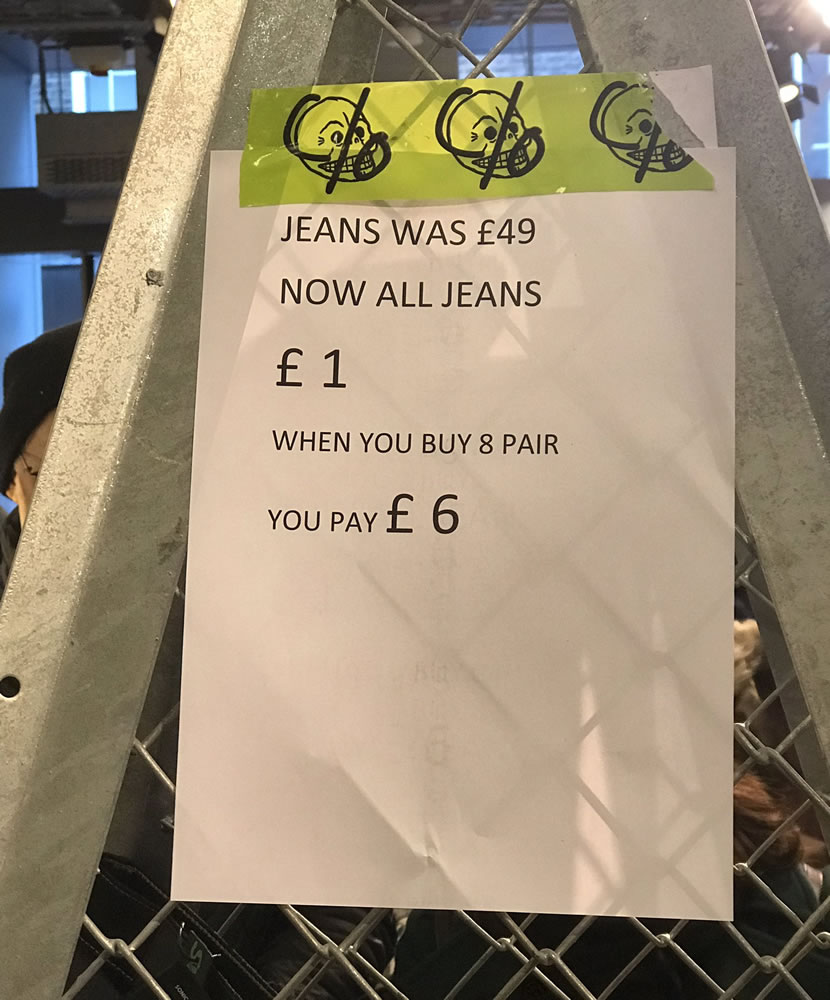 JEANS WAS £49
NOW ALL JEANS
£ 1
WHEN YOU BUY 8 PAIR
YOU PAY £ 6